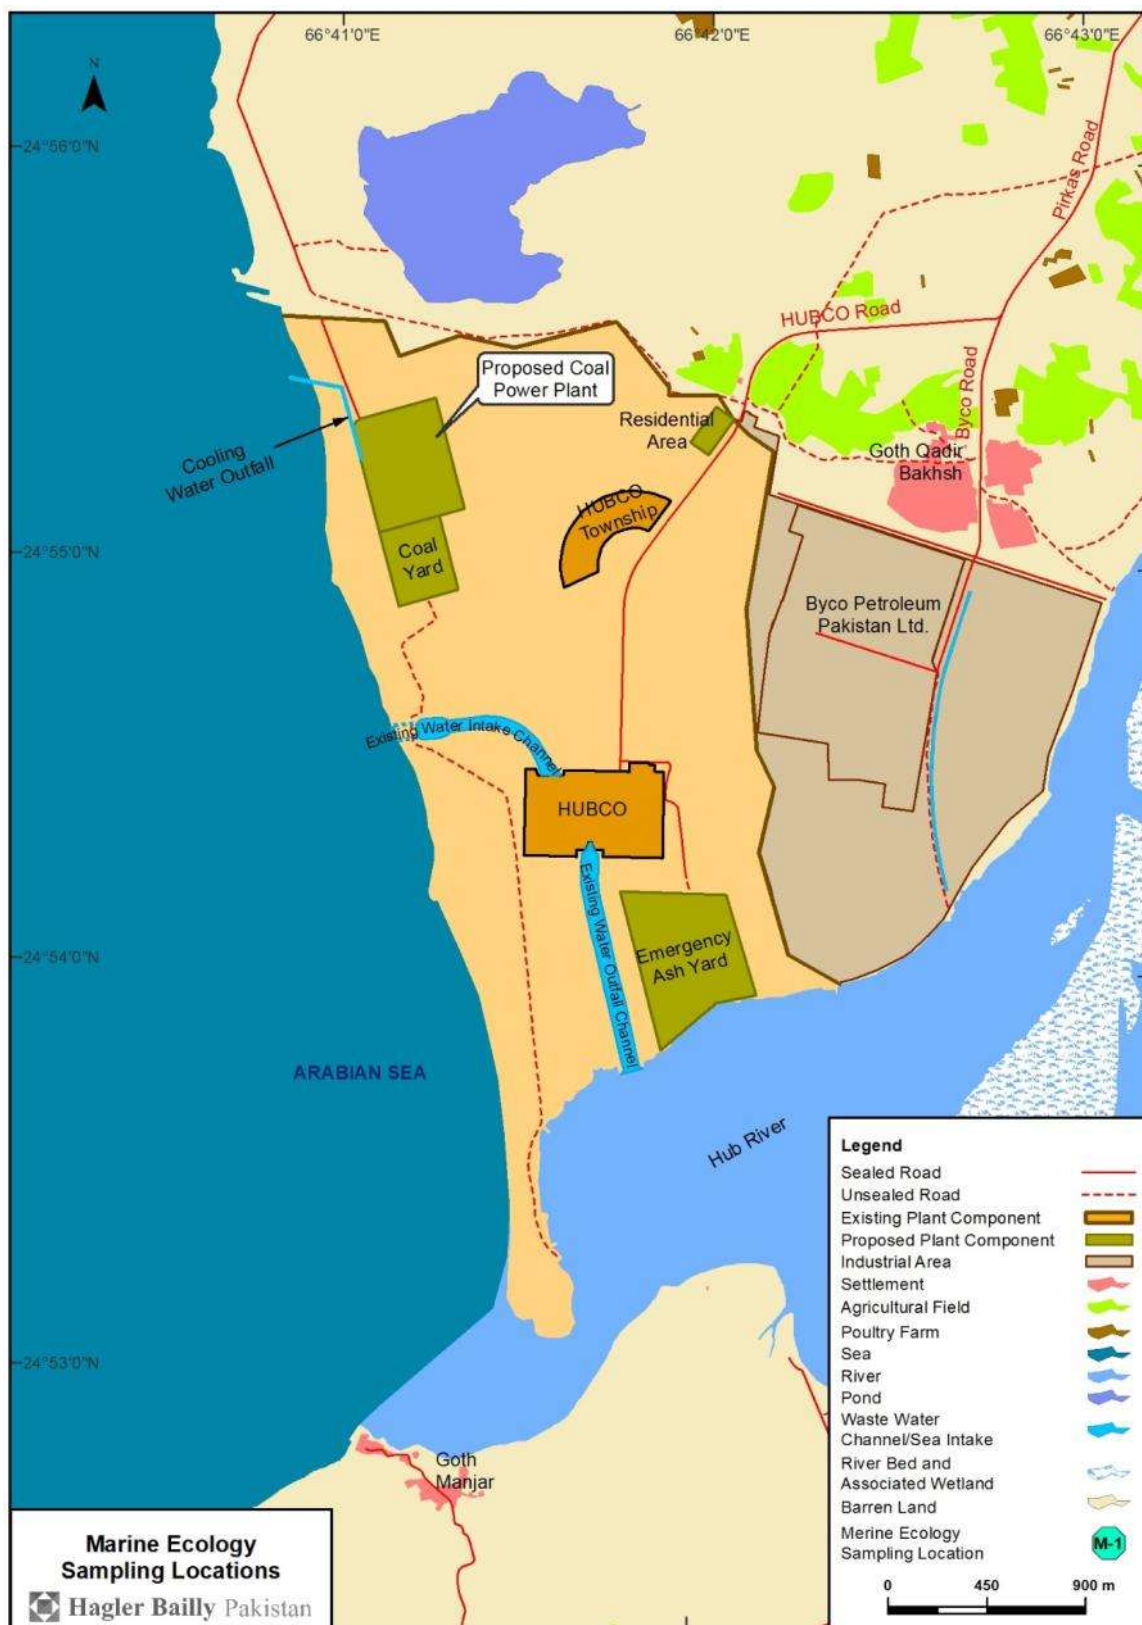 66°41'0"E
66°42'0"E
66°43'0"E
N
24°56'0"N
Pirkas Road
HUBCO Road
Byco Road
Proposed Coal
Power Plant
Residential
Area
Goth Qadir
Bakhsh
Cooling
Water Outfall
HUBCO
Township
24°55'0"N
Coal
Yard
Byco Petroleum
Pakistan Ltd.
Existing Water Intake Channel
HUBCO
Existing Water Outfall Channel
Emergency
Ash Yard
24°54'0"N
ARABIAN SEA
Hub River
24°53'0"N
Goth
Manjar
Legend
Sealed Road
Unsealed Road
Existing Plant Component
Proposed Plant Component
Industrial Area
Settlement
Agricultural Field
Poultry Farm
Sea
River
Pond
Waste Water
Channel/Sea Intake
River Bed and
Associated Wetland
Barren Land
Merine Ecology
Sampling Location
M-1
0 450 900 m
Marine Ecology
Sampling Locations
Hagler Bailly Pakistan